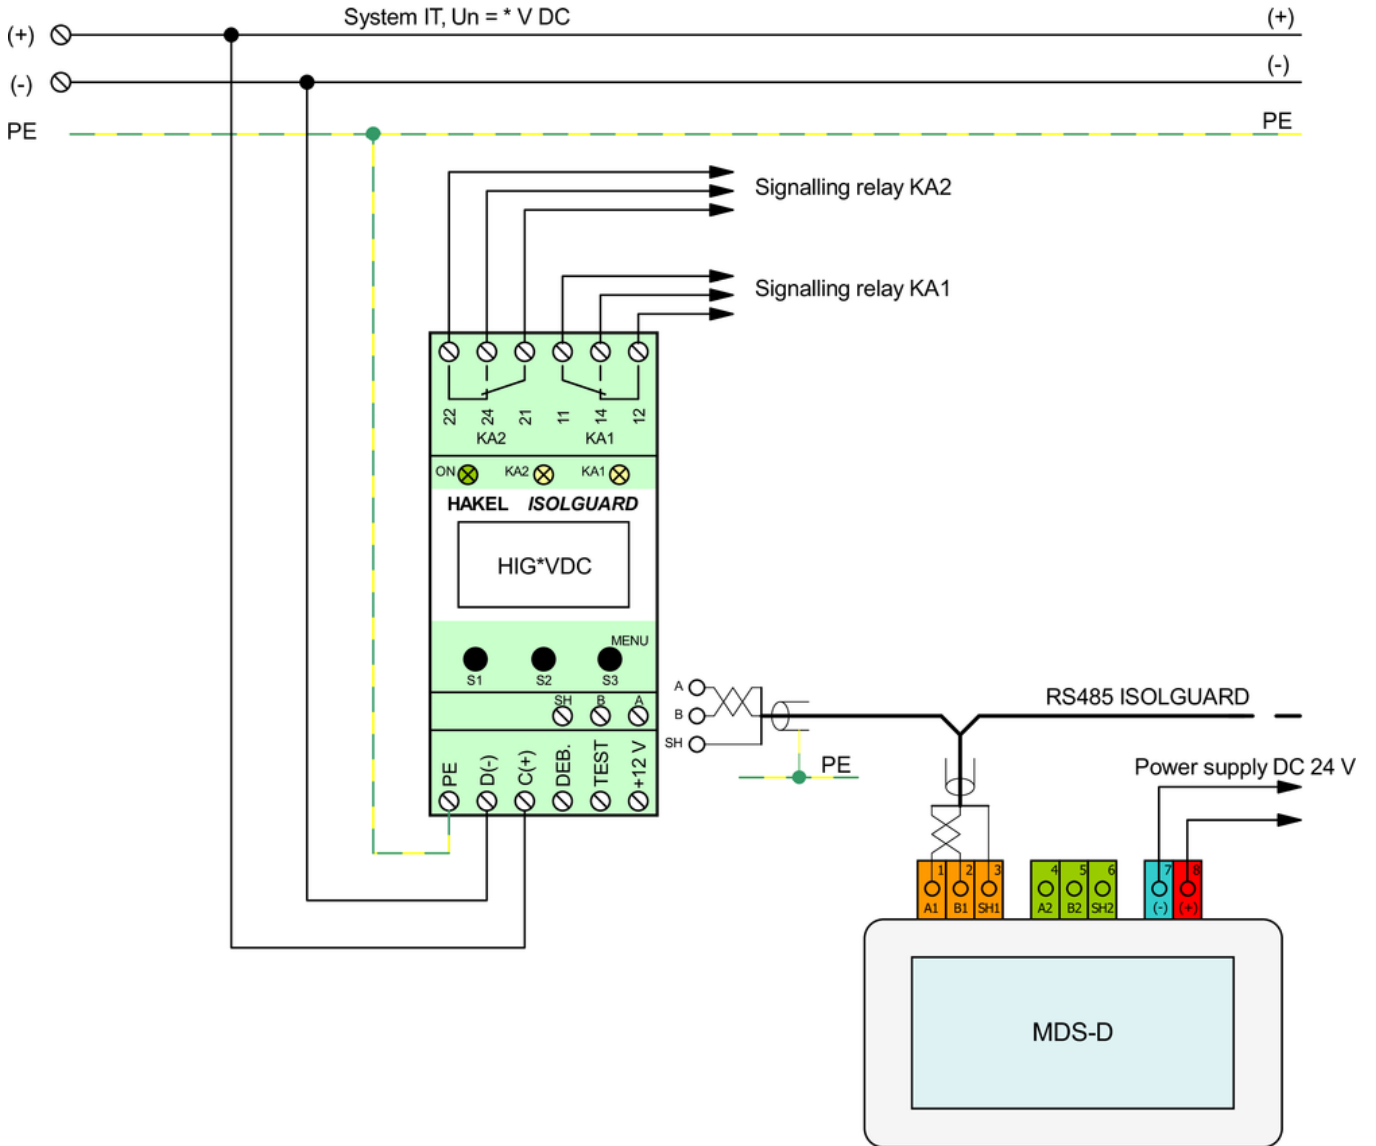 System IT, Un = * V DC
(+) (+)
(-) (-)
PE PE
Signalling relay KA2
Signalling relay KA1
22 24 21 11 14 12
KA2 KA1
ON KA2 KA1
HAKEL ISOLGUARD
HIG*VDC
MENU
S1 S2 S3
SH B A
PE D(-) C(+) DEB. TEST +12 V
A
B
SH
PE
RS485 ISOLGUARD
Power supply DC 24 V
1 2 3 4 5 6 7 8
A1 B1 SH1 A2 B2 SH2 (-) (+)
MDS-D